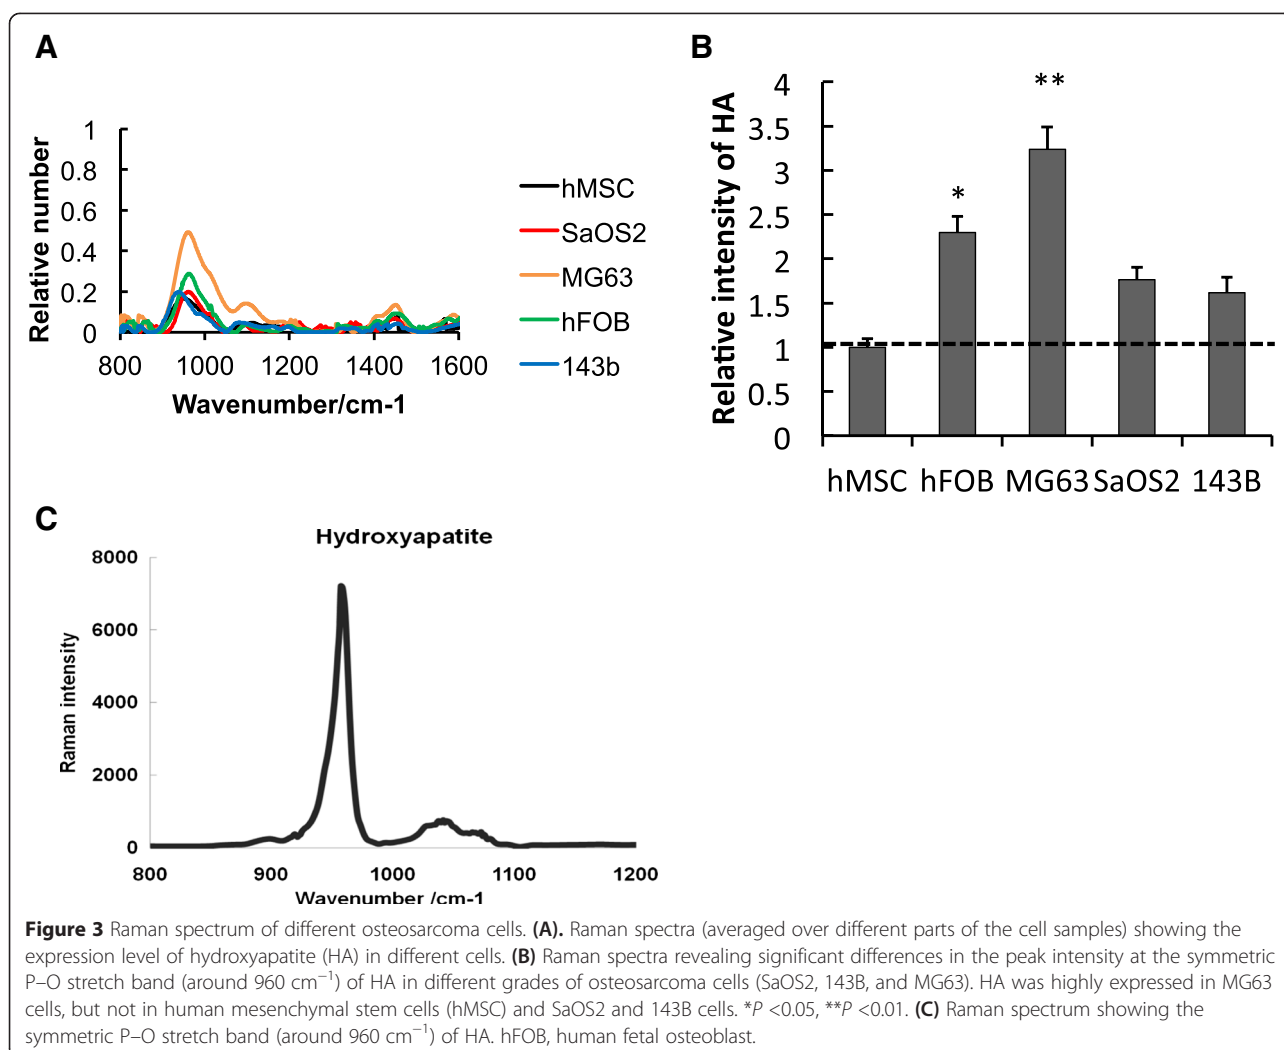 A
1
0.8
0.6
0.4
0.2
0
Relative number
800 1000 1200 1400 1600
Wavenumber/cm-1
hMSC
SaOS2
MG63
hFOB
143b
B
4
3.5
3
2.5
2
1.5
1
0.5
0
Relative intensity of HA
*
**
hMSC hFOB MG63 SaOS2 143B
C
Hydroxyapatite
8000
6000
4000
2000
0
Raman intensity
800 900 1000 1100 1200
Wavenumber /cm-1
Figure 3 Raman spectrum of different osteosarcoma cells. (A). Raman spectra (averaged over different parts of the cell samples) showing the
expression level of hydroxyapatite (HA) in different cells. (B) Raman spectra revealing significant differences in the peak intensity at the symmetric
P–O stretch band (around 960 cm⁻¹) of HA in different grades of osteosarcoma cells (SaOS2, 143B, and MG63). HA was highly expressed in MG63
cells, but not in human mesenchymal stem cells (hMSC) and SaOS2 and 143B cells. *P <0.05, **P <0.01. (C) Raman spectrum showing the
symmetric P–O stretch band (around 960 cm⁻¹) of HA. hFOB, human fetal osteoblast.